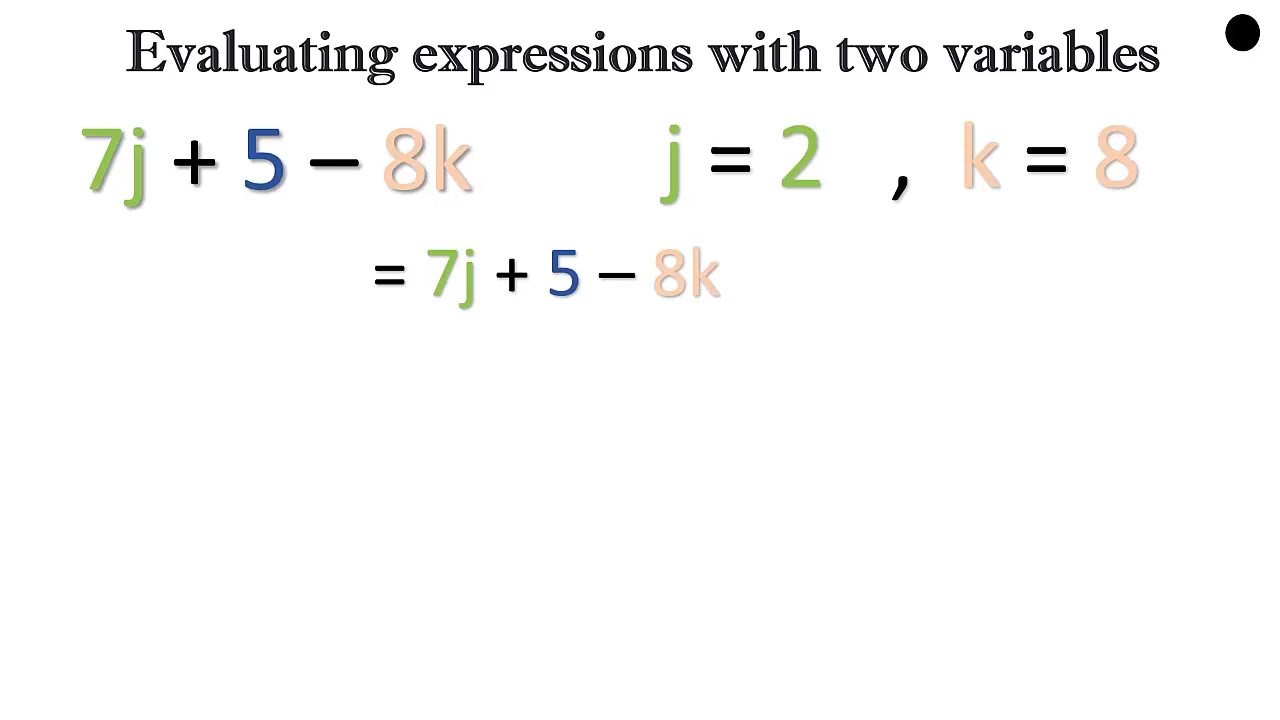 Evaluating expressions with two variables
7j + 5 – 8k j = 2 , k = 8
= 7j + 5 – 8k